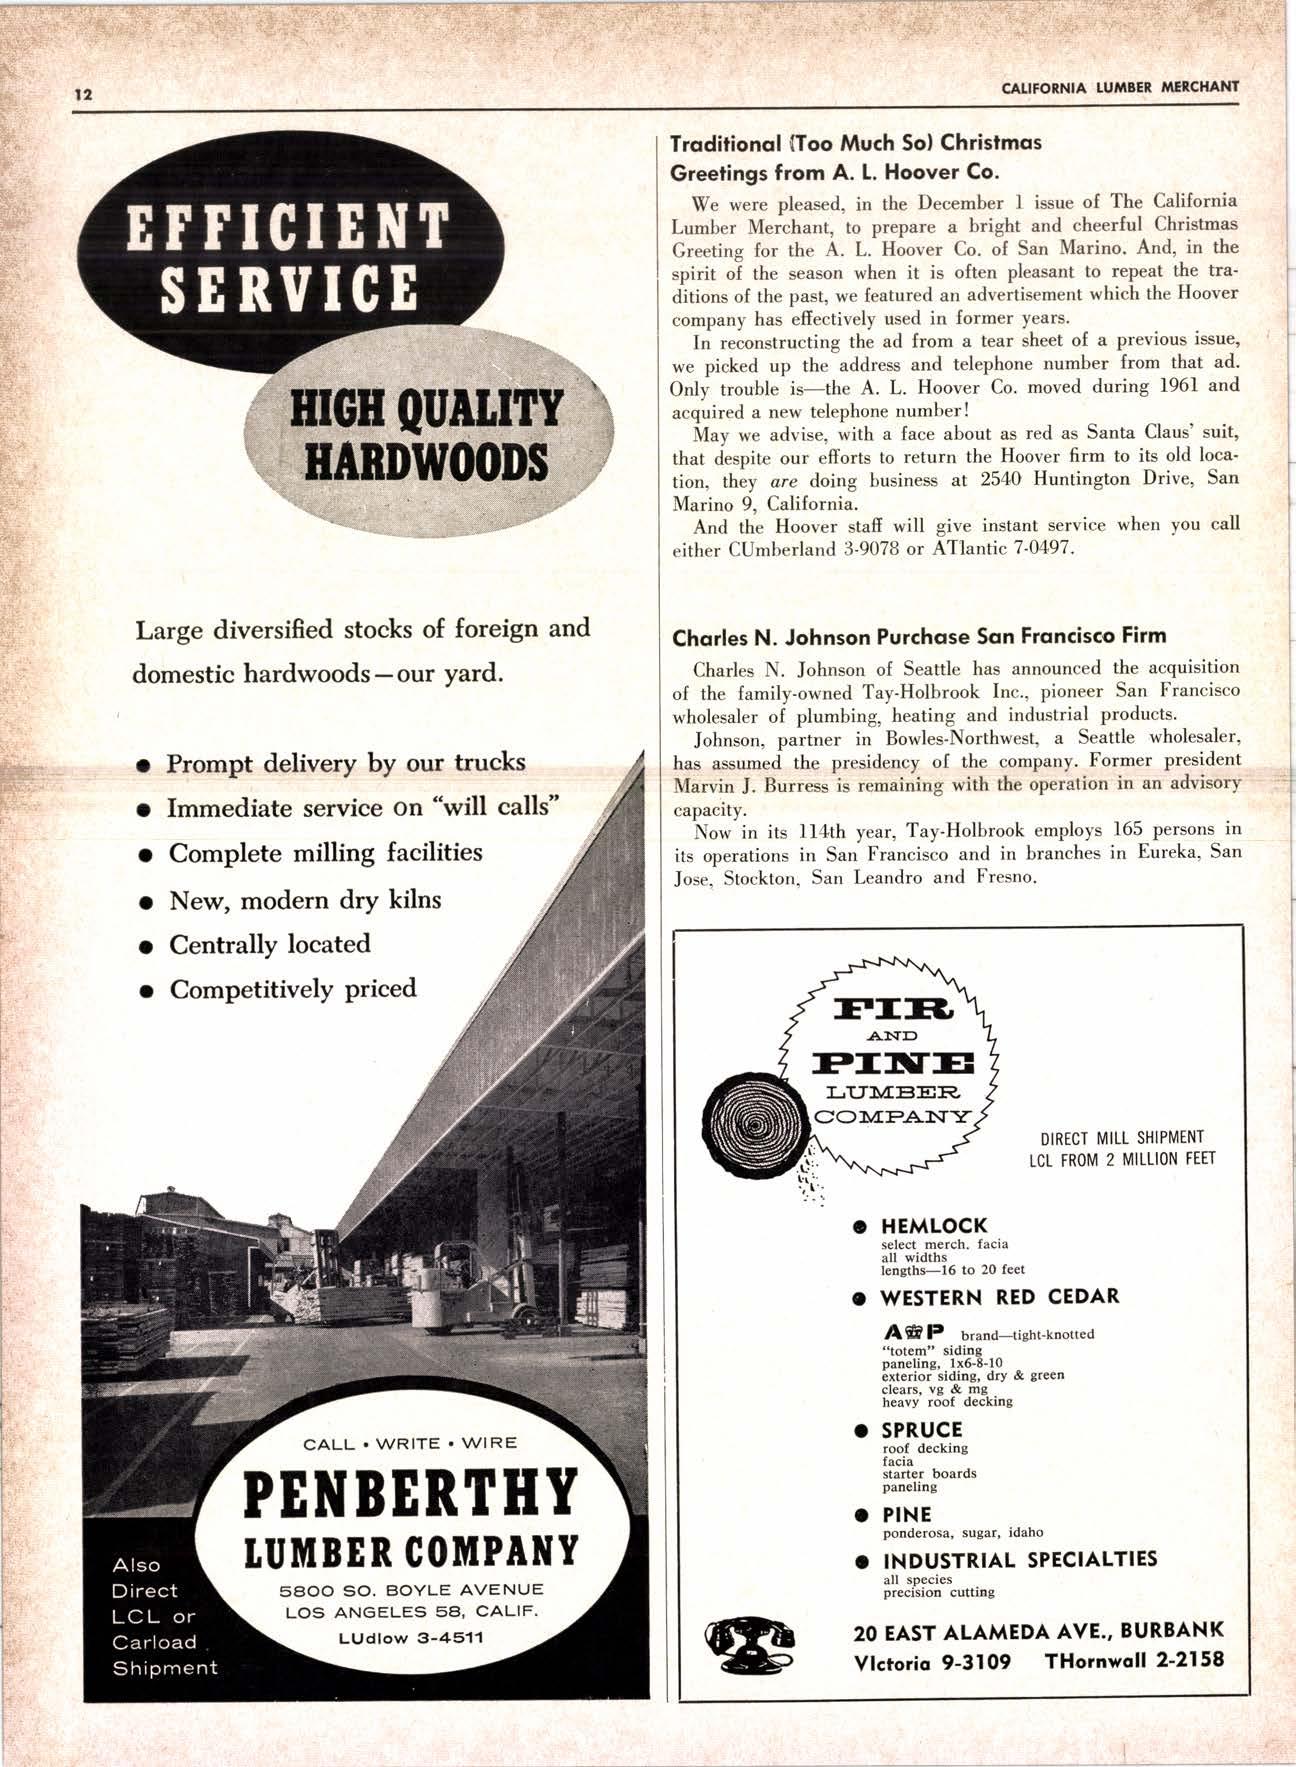 12
CALIFORNIA LUMBER MERCHANT
EFFICIENT
SERVICE
HIGH QUALITY
HARDWOODS
Large diversified stocks of foreign and
domestic hardwoods—our yard.
● Prompt delivery by our trucks
● Immediate service on “will calls”
● Complete milling facilities
● New, modern dry kilns
● Centrally located
● Competitively priced
CALL • WRITE • WIRE
PENBERTHY
LUMBER COMPANY
5800 SO. BOYLE AVENUE
LOS ANGELES 58, CALIF.
LUdlow 3-4511
Also
Direct
LCL or
Carload
Shipment
Traditional (Too Much So) Christmas
Greetings from A. L. Hoover Co.
We were pleased, in the December 1 issue of The California
Lumber Merchant, to prepare a bright and cheerful Christmas
Greeting for the A. L. Hoover Co. of San Marino. And, in the
spirit of the season when it is often pleasant to repeat the tra-
ditions of the past, we featured an advertisement which the Hoover
company has effectively used in former years.
In reconstructing the ad from a tear sheet of a previous issue,
we picked up the address and telephone number from that ad.
Only trouble is—the A. L. Hoover Co. moved during 1961 and
acquired a new telephone number!
May we advise, with a face about as red as Santa Claus’ suit,
that despite our efforts to return the Hoover firm to its old loca-
tion, they are doing business at 2540 Huntington Drive, San
Marino 9, California.
And the Hoover staff will give instant service when you call
either CUmberland 3-9078 or ATlantic 7-0497.
Charles N. Johnson Purchase San Francisco Firm
Charles N. Johnson of Seattle has announced the acquisition
of the family-owned Tay-Holbrook Inc., pioneer San Francisco
wholesaler of plumbing, heating and industrial products.
Johnson, partner in Bowles-Northwest, a Seattle wholesaler,
has assumed the presidency of the company. Former president
Marvin J. Burress is remaining with the operation in an advisory
capacity.
Now in its 114th year, Tay-Holbrook employs 165 persons in
its operations in San Francisco and in branches in Eureka, San
Jose, Stockton, San Leandro and Fresno.
FIR
AND
PINE
LUMBER
COMPANY
DIRECT MILL SHIPMENT
LCL FROM 2 MILLION FEET
● HEMLOCK
select merch. facia
all widths
lengths—16 to 20 feet
● WESTERN RED CEDAR
A P brand—tight-knotted
“totem” siding
paneling, 1x6-8-10
exterior siding, dry & green
clears, vg & mg
heavy roof decking
● SPRUCE
roof decking
facia
starter boards
paneling
● PINE
ponderosa, sugar, idaho
● INDUSTRIAL SPECIALTIES
all species
precision cutting
20 EAST ALAMEDA AVE., BURBANK
VIctoria 9-3109 THornwall 2-2158